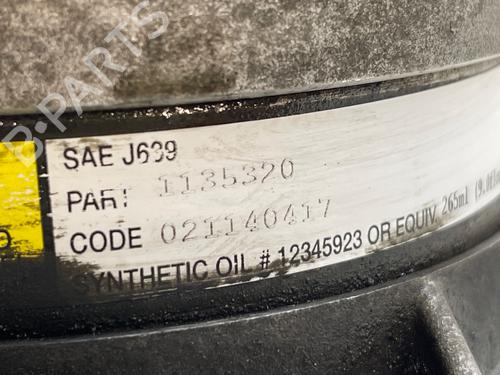 B-PARTS
SAE J639
PART 1135320
CODE 021140417
SYNTHETIC OIL # 12345923 OR EQUIV. 265ml